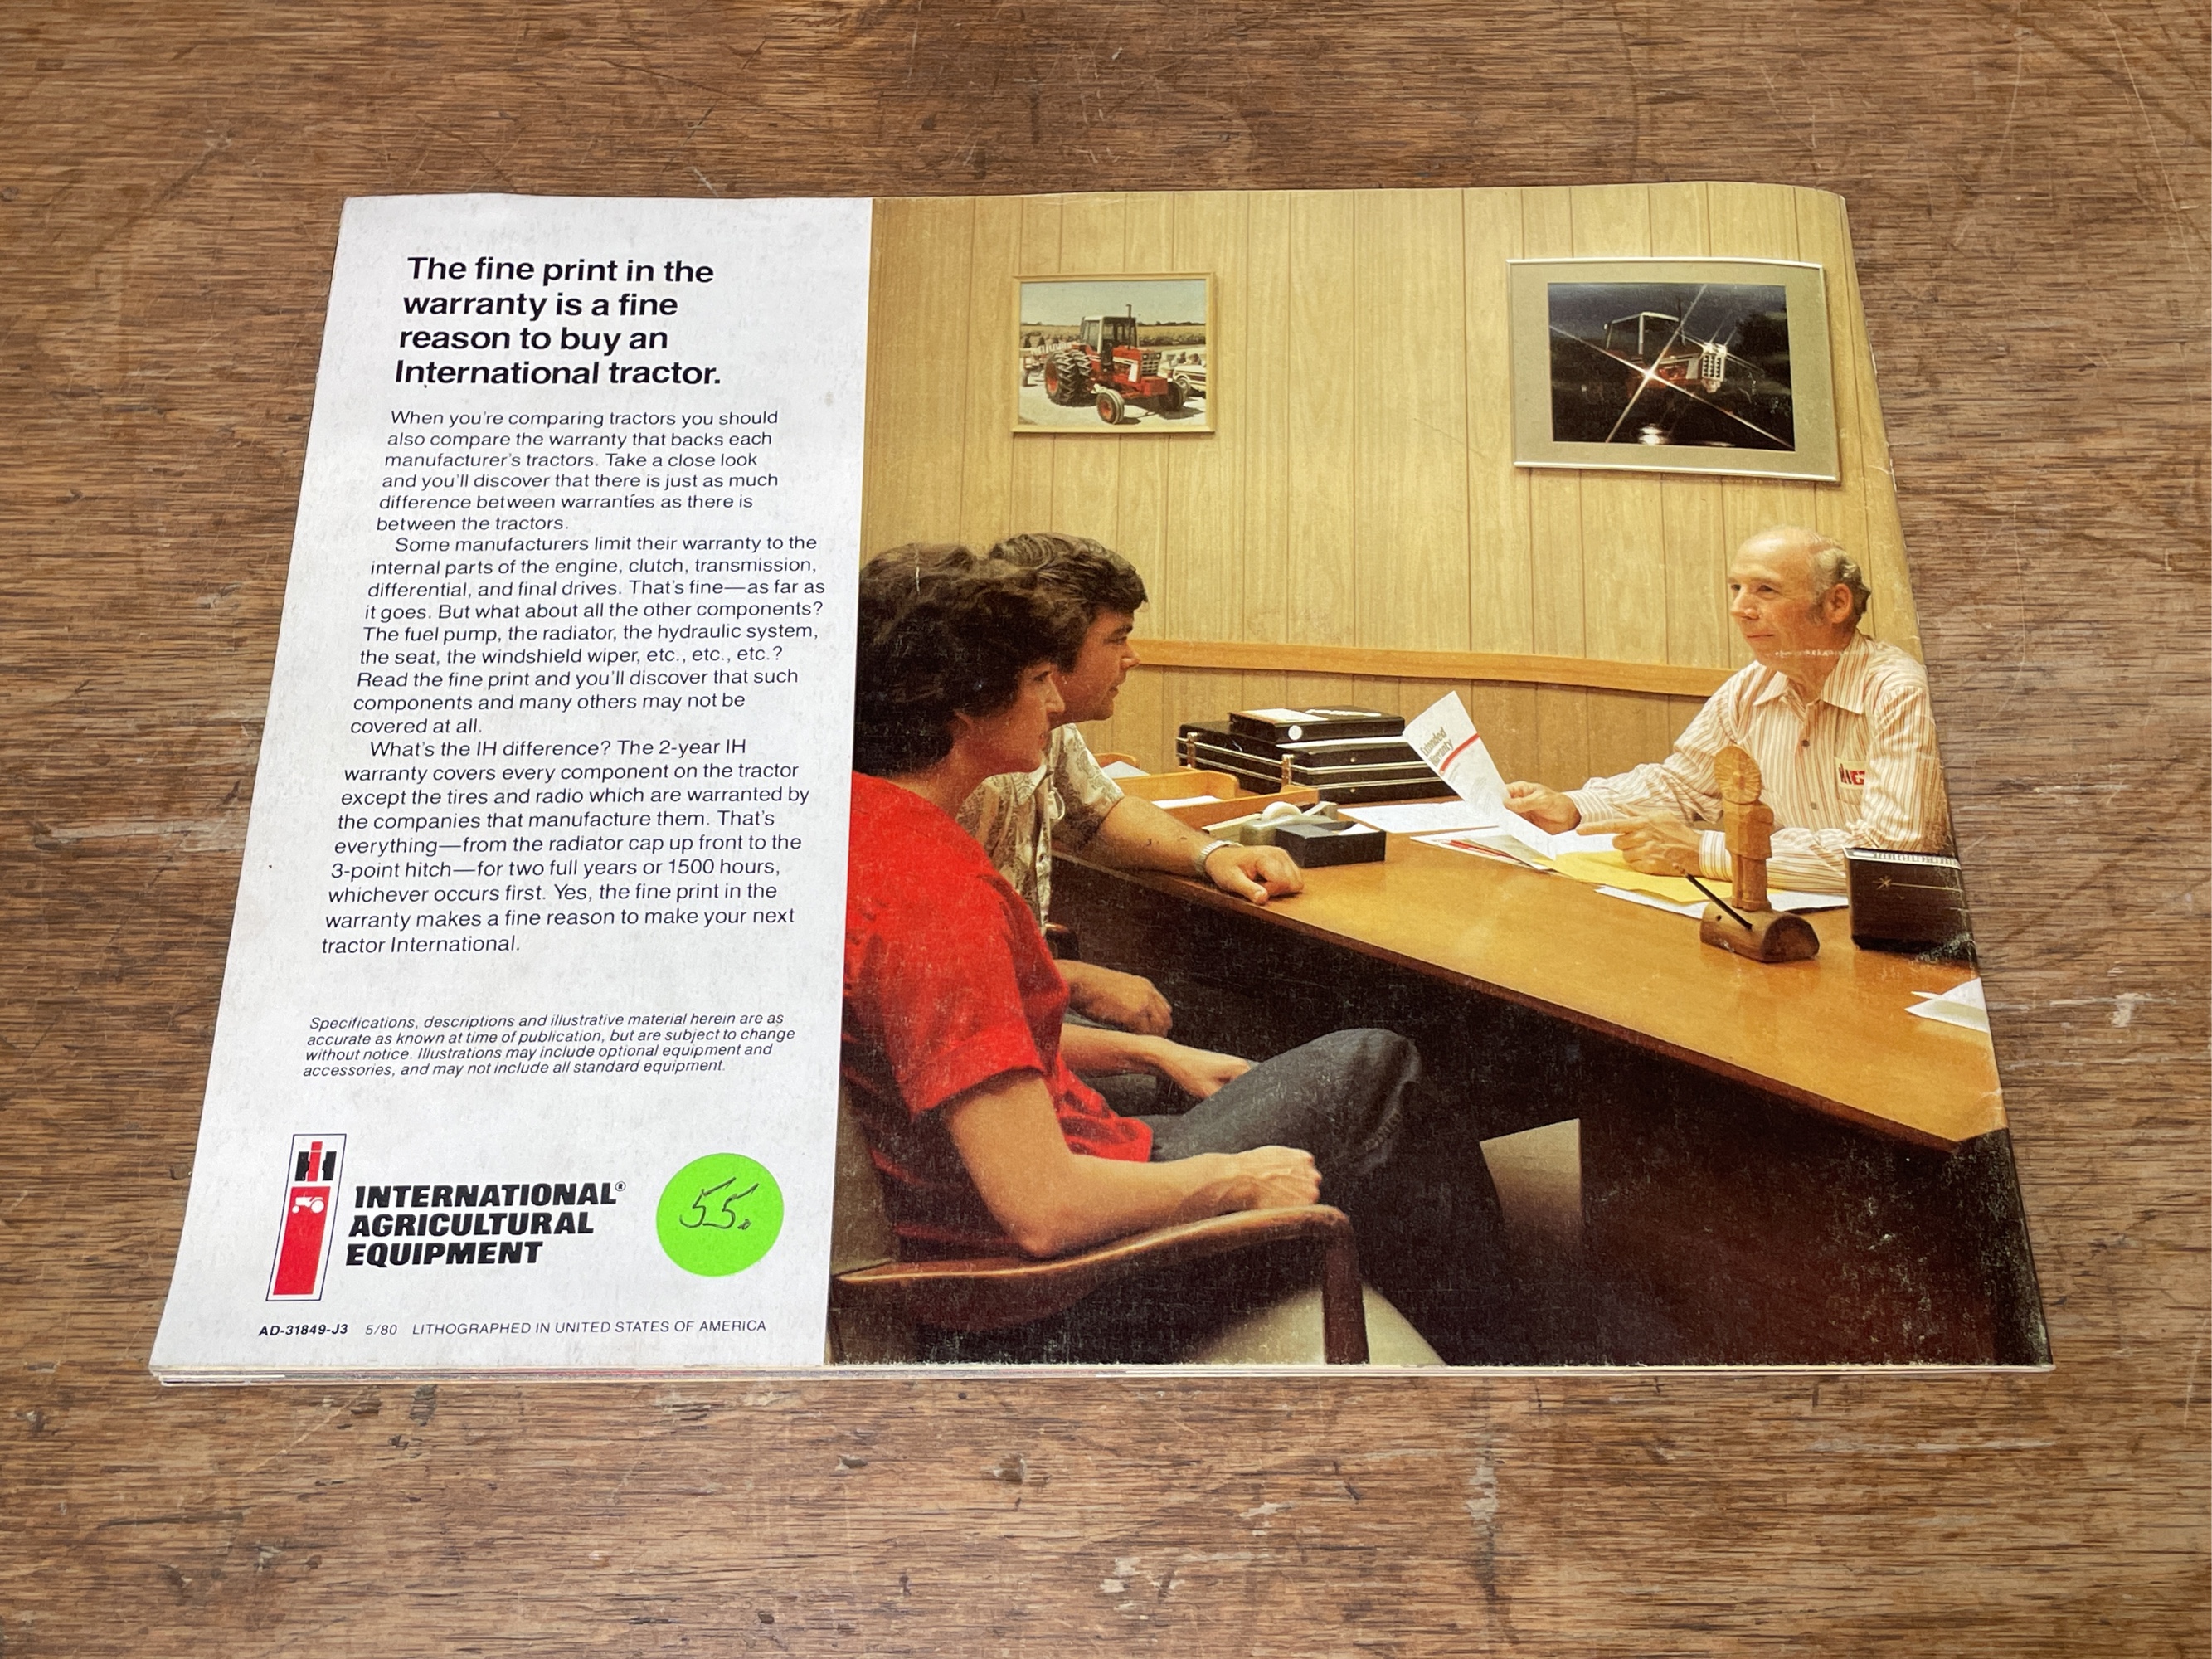 The fine print in the
warranty is a fine
reason to buy an
International tractor.
When you're comparing tractors you should
also compare the warranty that backs each
manufacturer's tractors. Take a close look
and you'll discover that there is just as much
difference between warranties as there is
between the tractors.
Some manufacturers limit their warranty to the
internal parts of the engine, clutch, transmission,
differential, and final drives. That's fine—as far as
it goes. But what about all the other components?
The fuel pump, the radiator, the hydraulic system,
the seat, the windshield wiper, etc., etc., etc.?
Read the fine print and you'll discover that such
components and many others may not be
covered at all.
What's the IH difference? The 2-year IH
warranty covers every component on the tractor
except the tires and radio which are warranted by
the companies that manufacture them. That's
everything—from the radiator cap up front to the
3-point hitch—for two full years or 1500 hours,
whichever occurs first. Yes, the fine print in the
warranty makes a fine reason to make your next
tractor International.
Specifications, descriptions and illustrative material herein are as
accurate as known at time of publication, but are subject to change
without notice. Illustrations may include optional equipment and
accessories, and may not include all standard equipment.
IH
INTERNATIONAL®
AGRICULTURAL
EQUIPMENT
55.
AD-31849-J3 5/80 LITHOGRAPHED IN UNITED STATES OF AMERICA
Extended
Warranty